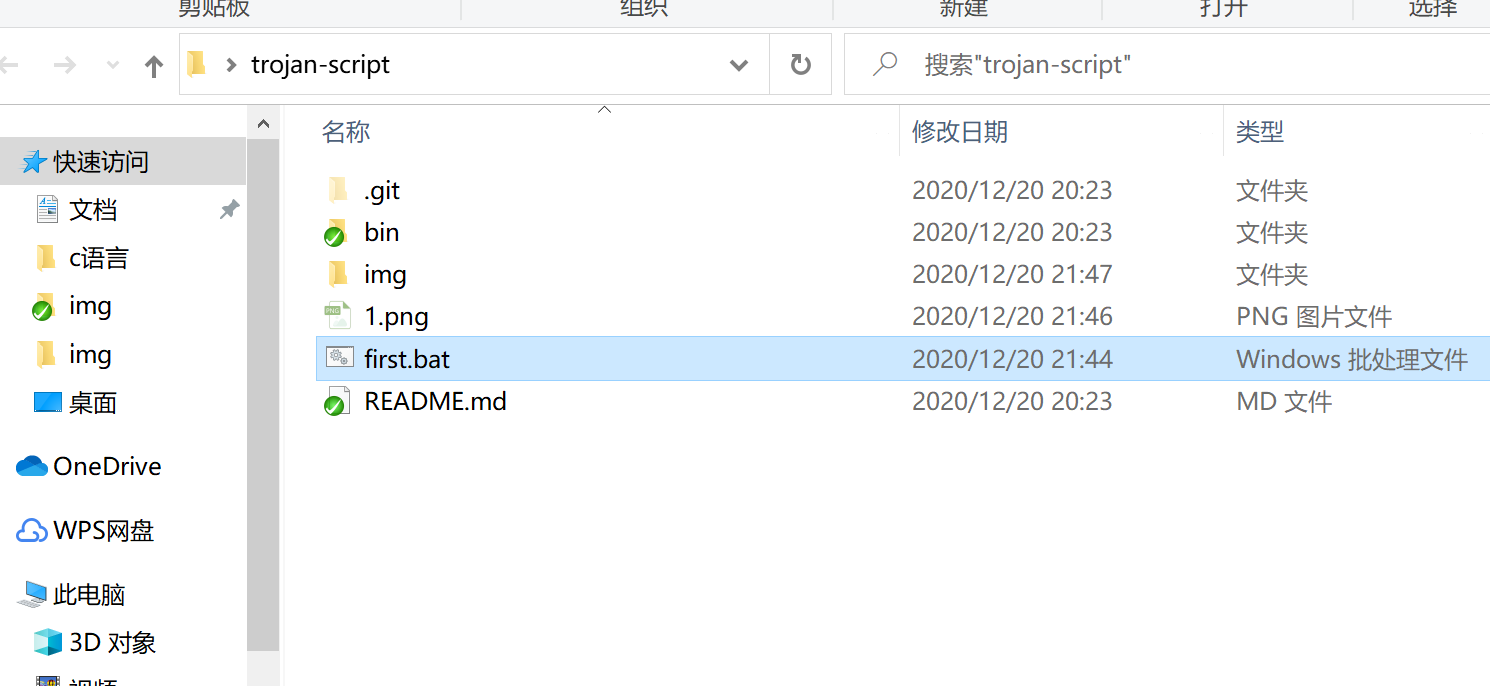 剪贴板 组织 新建 打开 选择
trojan-script 搜索"trojan-script"
名称 修改日期 类型
快速访问
文档
c语言
img
img
桌面
OneDrive
WPS网盘
此电脑
3D 对象
视频
.git 2020/12/20 20:23 文件夹
bin 2020/12/20 20:23 文件夹
img 2020/12/20 21:47 文件夹
PNG 1.png 2020/12/20 21:46 PNG 图片文件
first.bat 2020/12/20 21:44 Windows 批处理文件
README.md 2020/12/20 20:23 MD 文件